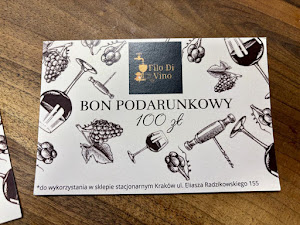 Filo Di
Vino
BON PODARUNKOWY
100 zł
*do wykorzystania w sklepie stacjonarnym Kraków ul. Eliasza Radzikowskiego 155